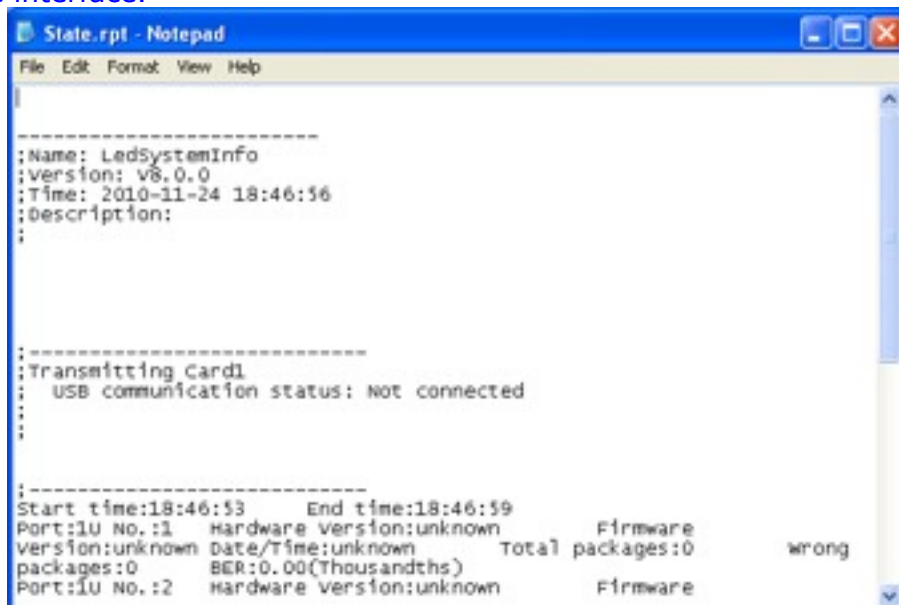 interface.
State.rpt - Notepad
File Edit Format View Help
--------------------------
;Name: LedSystemInfo
;Version: V8.0.0
;Time: 2010-11-24 18:46:56
;Description:
;
;----------------------------
;Transmitting Card1
;  USB communication status: Not connected
;
;
;----------------------------
Start time:18:46:53     End time:18:46:59
Port:1U No.:1   Hardware Version:unknown          Firmware
Version:unknown Date/Time:unknown       Total packages:0        Wrong
packages:0      BER:0.00(Thousandths)
Port:1U No.:2   Hardware Version:unknown          Firmware